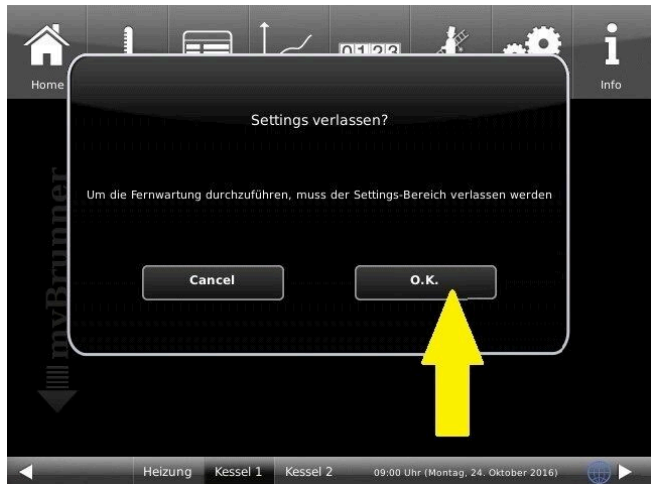 0123
Home
Info
Settings verlassen?
Um die Fernwartung durchzuführen, muss der Settings-Bereich verlassen werden
Cancel
O.K.
myBrunner
Heizung
Kessel 1
Kessel 2
09:00 Uhr (Montag, 24. Oktober 2016)